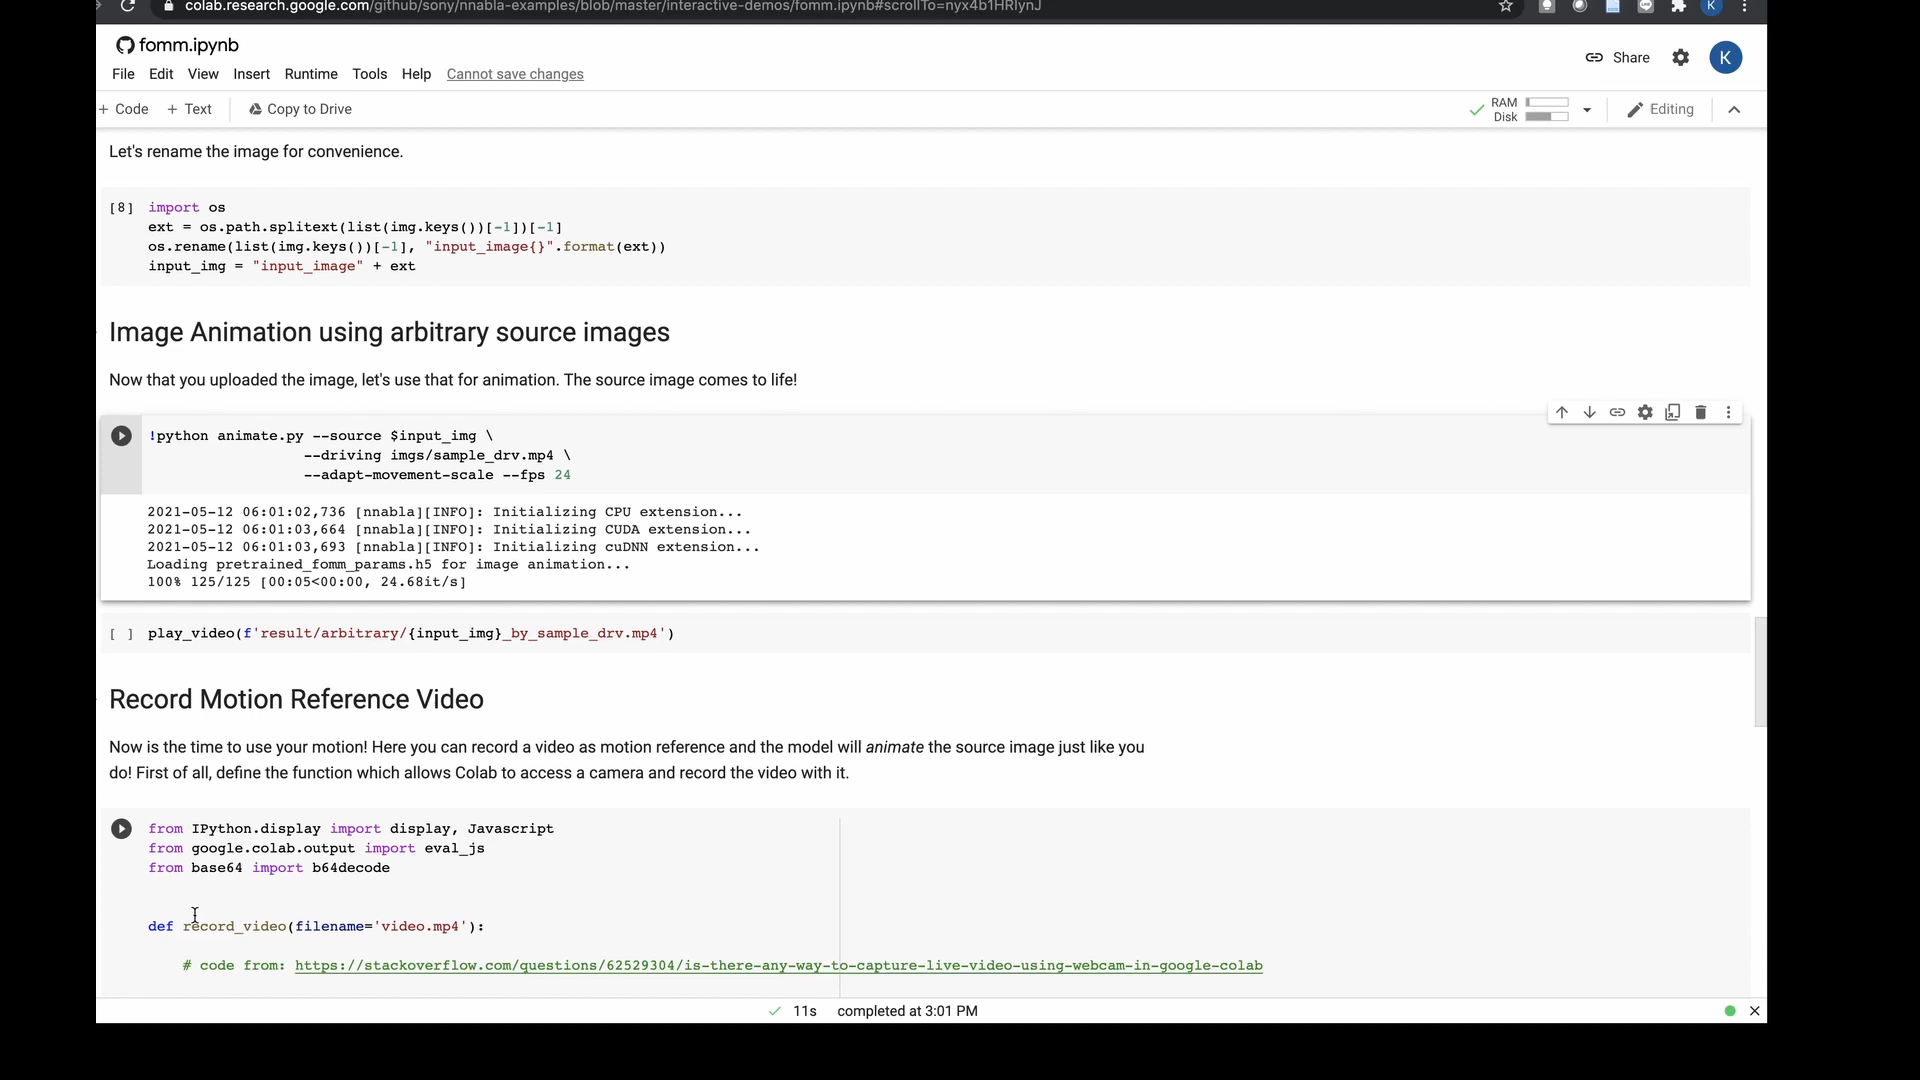 colab.research.google.com/github/sony/nnabla-examples/blob/master/interactive-demos/fomm.ipynb#scrollTo=nyx4b1HRlynJ
K
fomm.ipynb
Share
K
File Edit View Insert Runtime Tools Help Cannot save changes
+ Code + Text Copy to Drive
RAM
Disk
Editing
Let's rename the image for convenience.
[8] import os
ext = os.path.splitext(list(img.keys())[-1])[-1]
os.rename(list(img.keys())[-1], "input_image{}".format(ext))
input_img = "input_image" + ext
Image Animation using arbitrary source images
Now that you uploaded the image, let's use that for animation. The source image comes to life!
!python animate.py --source $input_img \
--driving imgs/sample_drv.mp4 \
--adapt-movement-scale --fps 24
2021-05-12 06:01:02,736 [nnabla][INFO]: Initializing CPU extension...
2021-05-12 06:01:03,664 [nnabla][INFO]: Initializing CUDA extension...
2021-05-12 06:01:03,693 [nnabla][INFO]: Initializing cuDNN extension...
Loading pretrained_fomm_params.h5 for image animation...
100% 125/125 [00:05<00:00, 24.68it/s]
[ ] play_video(f'result/arbitrary/{input_img}_by_sample_drv.mp4')
Record Motion Reference Video
Now is the time to use your motion! Here you can record a video as motion reference and the model will animate the source image just like you
do! First of all, define the function which allows Colab to access a camera and record the video with it.
from IPython.display import display, Javascript
from google.colab.output import eval_js
from base64 import b64decode
def record_video(filename='video.mp4'):
# code from: https://stackoverflow.com/questions/62529304/is-there-any-way-to-capture-live-video-using-webcam-in-google-colab
11s completed at 3:01 PM